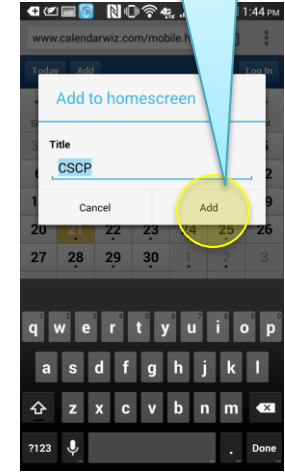 1:44 PM
www.calendarwiz.com/mobile.h
Today Add Log In
Add to homescreen
Title
CSCP
Cancel Add
20 21 22 23 24 25 26
27 28 29 30 1 2 3
q w e r t y u i o p
a s d f g h j k l
z x c v b n m
?123 . Done